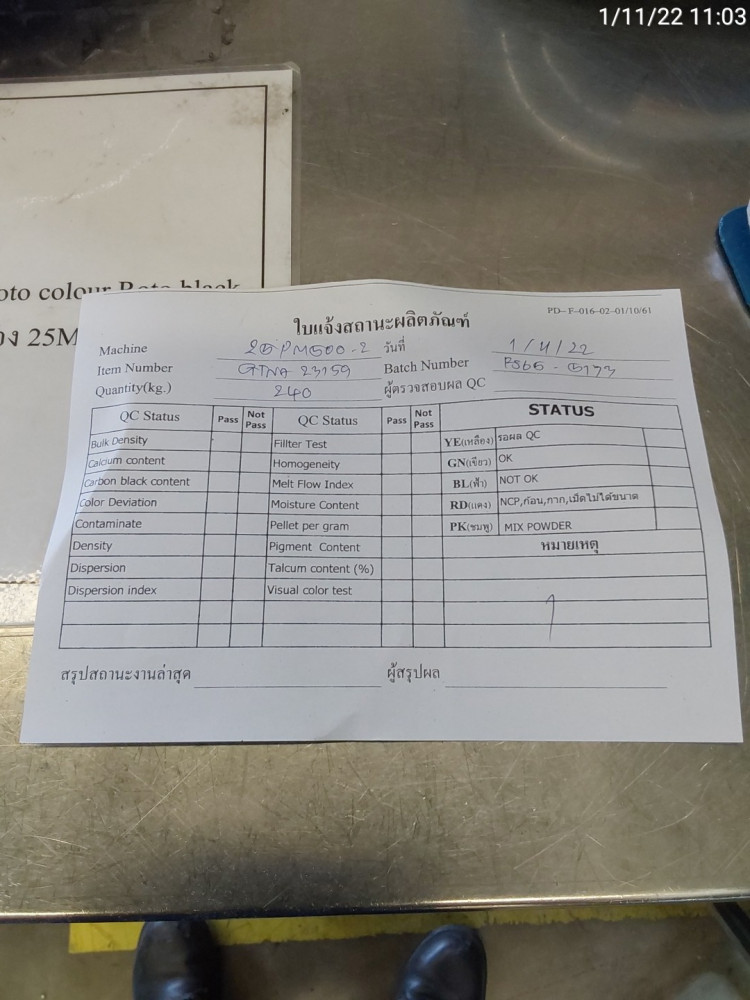 1/11/22 11:03
oto colour Roto black
อง 25M
PD-F-016-02-01/10/61
ใบแจ้งสถานะผลิตภัณฑ์
Machine วันที่ 1/11/22
Item Number GTNA 23159 Batch Number
Quantity(kg.) 240 ผู้ตรวจสอบผล QC
QC Status Pass Not Pass QC Status Pass Not Pass STATUS
Bulk Density Fillter Test YE(เหลือง) รอผล QC
Calcium content Homogeneity GN(เขียว) OK
Carbon black content Melt Flow Index BL(ฟ้า) NOT OK
Color Deviation Moisture Content RD(แดง) NCP,ก้อน,กาก,เม็ดไม่ได้ขนาด
Contaminate Pellet per gram PK(ชมพู) MIX POWDER
Density Pigment Content หมายเหตุ
Dispersion Talcum content (%)
Dispersion index Visual color test
1
สรุปสถานะงานล่าสุด ผู้สรุปผล